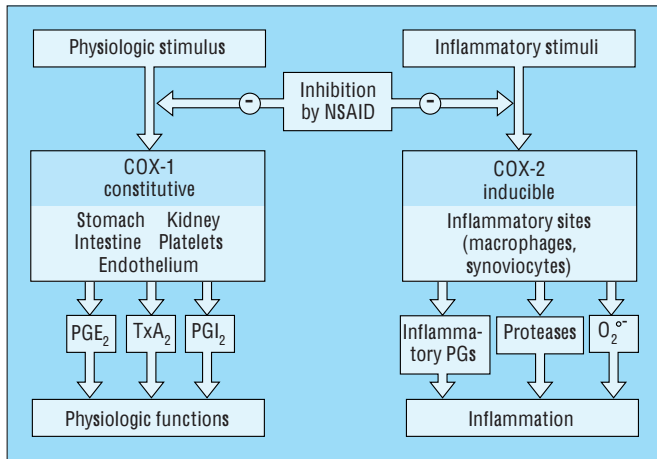 Physiologic stimulus
Inflammatory stimuli
Inhibition
by NSAID
-
-
COX-1
constitutive
Stomach Kidney
Intestine Platelets
Endothelium
COX-2
inducible
Inflammatory sites
(macrophages,
synoviocytes)
PGE₂
TxA₂
PGI₂
Inflamma-
tory PGs
Proteases
O₂°⁻
Physiologic functions
Inflammation